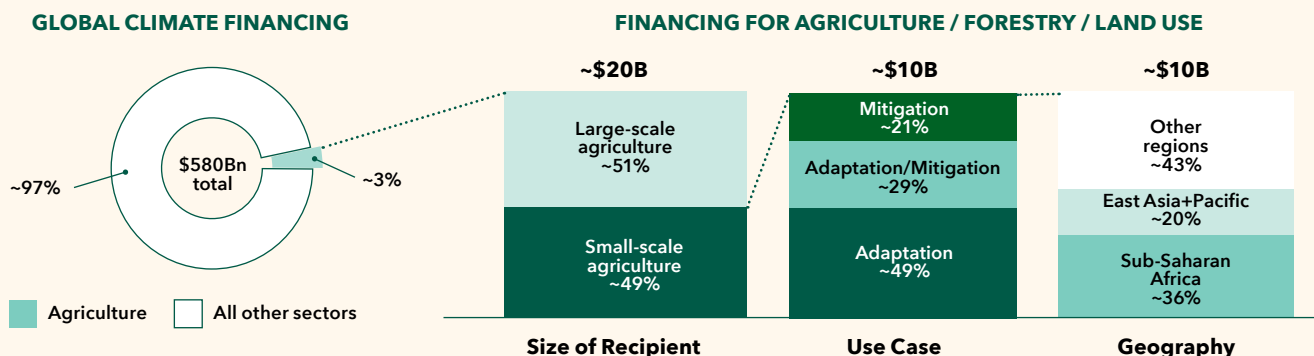 GLOBAL CLIMATE FINANCING
~97%
$580Bn
total
~3%
Agriculture
All other sectors
FINANCING FOR AGRICULTURE / FORESTRY / LAND USE
~$20B
Large-scale
agriculture
~51%
Small-scale
agriculture
~49%
Size of Recipient
~$10B
Mitigation
~21%
Adaptation/Mitigation
~29%
Adaptation
~49%
Use Case
~$10B
Other
regions
~43%
East Asia+Pacific
~20%
Sub-Saharan
Africa
~36%
Geography